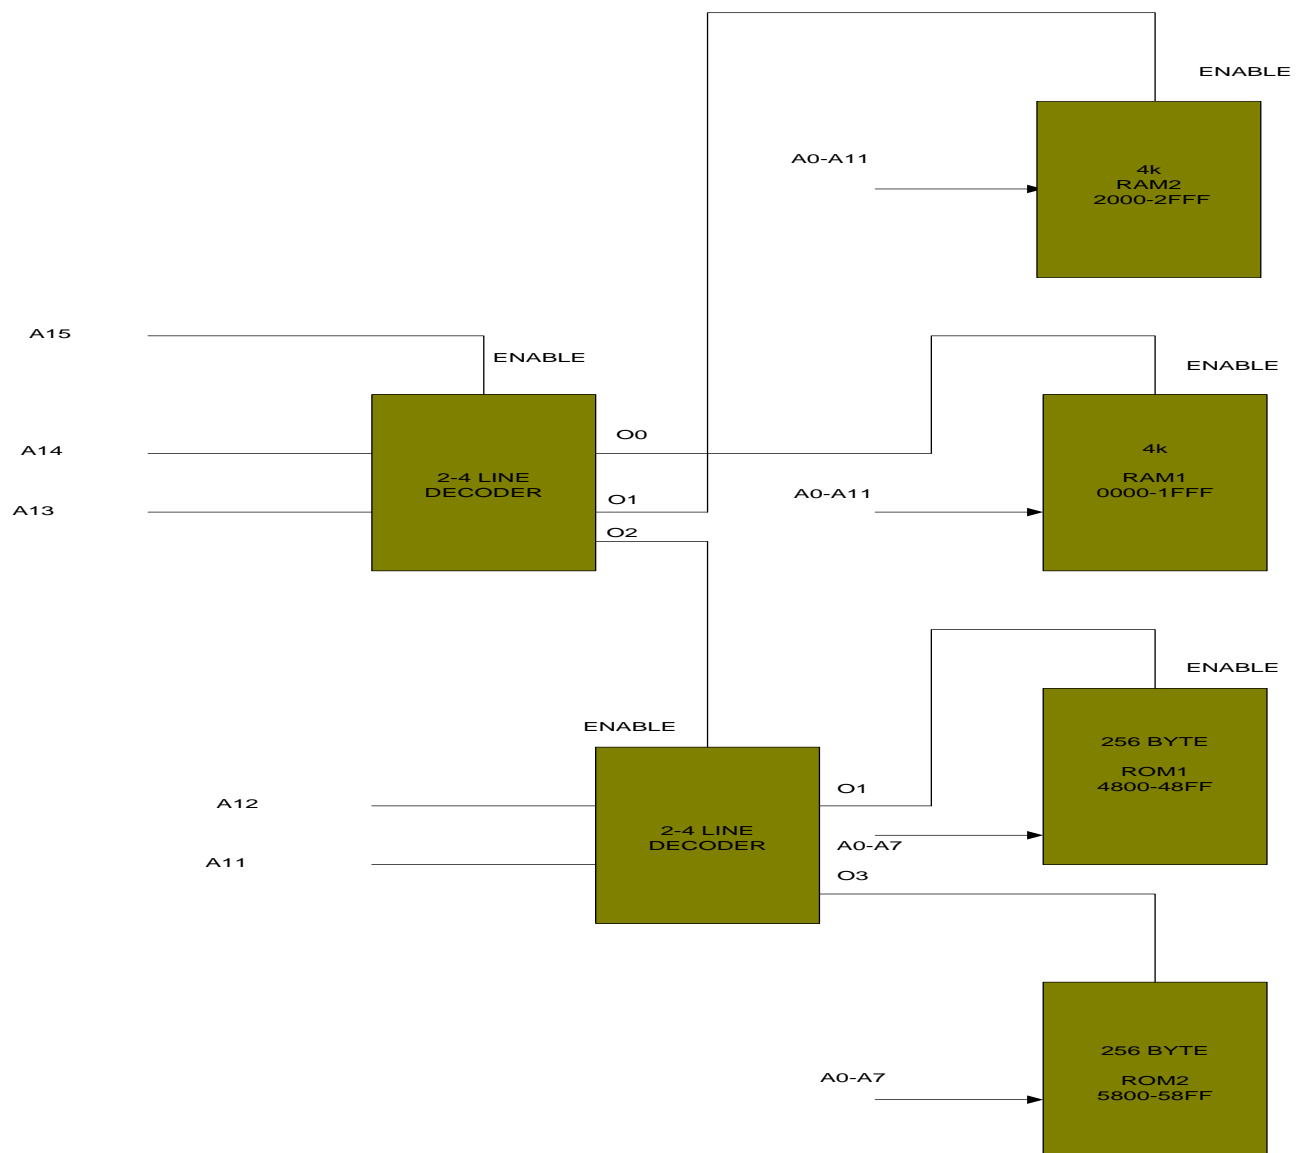 ENABLE
A0-A11
4k
RAM2
2000-2FFF
A15
ENABLE
ENABLE
A14
O0
4k
2-4 LINE
DECODER
RAM1
0000-1FFF
A0-A11
O1
A13
O2
ENABLE
ENABLE
256 BYTE
ROM1
4800-48FF
O1
A12
2-4 LINE
DECODER
A0-A7
A11
O3
256 BYTE
ROM2
5800-58FF
A0-A7